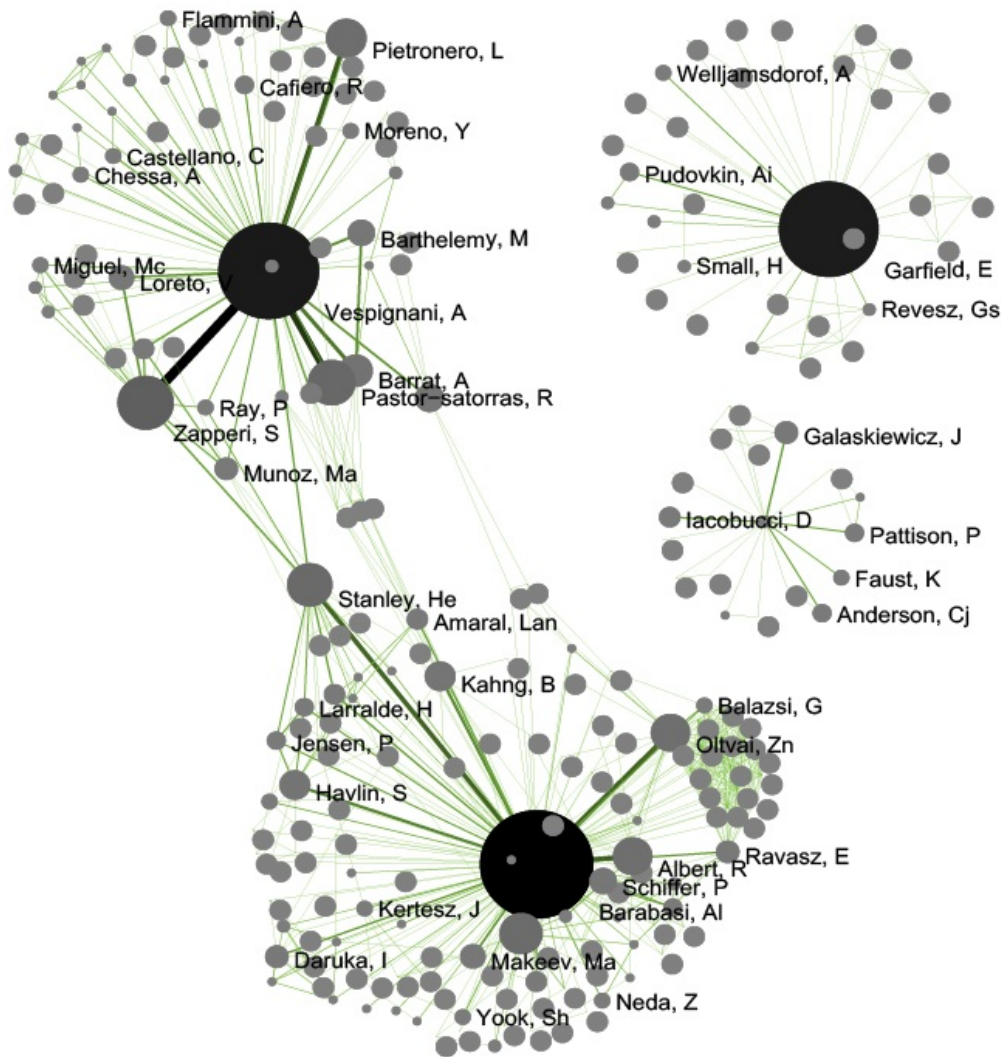 Flammini, A
Pietronero, L
Cafiero, R
Moreno, Y
Castellano, C
Chessa, A
Barthelemy, M
Miguel, Mc
Loreto, V
Vespignani, A
Barrat, A
Pastor-satorras, R
Ray, P
Zapperi, S
Munoz, Ma
Welljamsdorof, A
Pudovkin, Ai
Small, H
Garfield, E
Revesz, Gs
Galaskiewicz, J
Iacobucci, D
Pattison, P
Faust, K
Anderson, Cj
Stanley, He
Amaral, Lan
Kahng, B
Larralde, H
Balazsi, G
Jensen, P
Oltvai, Zn
Havlin, S
Ravasz, E
Albert, R
Schiffer, P
Kertesz, J
Barabasi, Al
Daruka, I
Makeev, Ma
Neda, Z
Yook, Sh